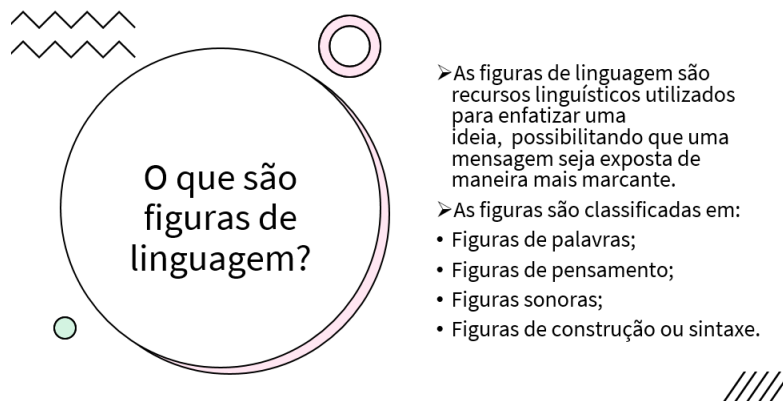 O que são
figuras de
linguagem?
➢As figuras de linguagem são
recursos linguísticos utilizados
para enfatizar uma
ideia, possibilitando que uma
mensagem seja exposta de
maneira mais marcante.
➢As figuras são classificadas em:
• Figuras de palavras;
• Figuras de pensamento;
• Figuras sonoras;
• Figuras de construção ou sintaxe.